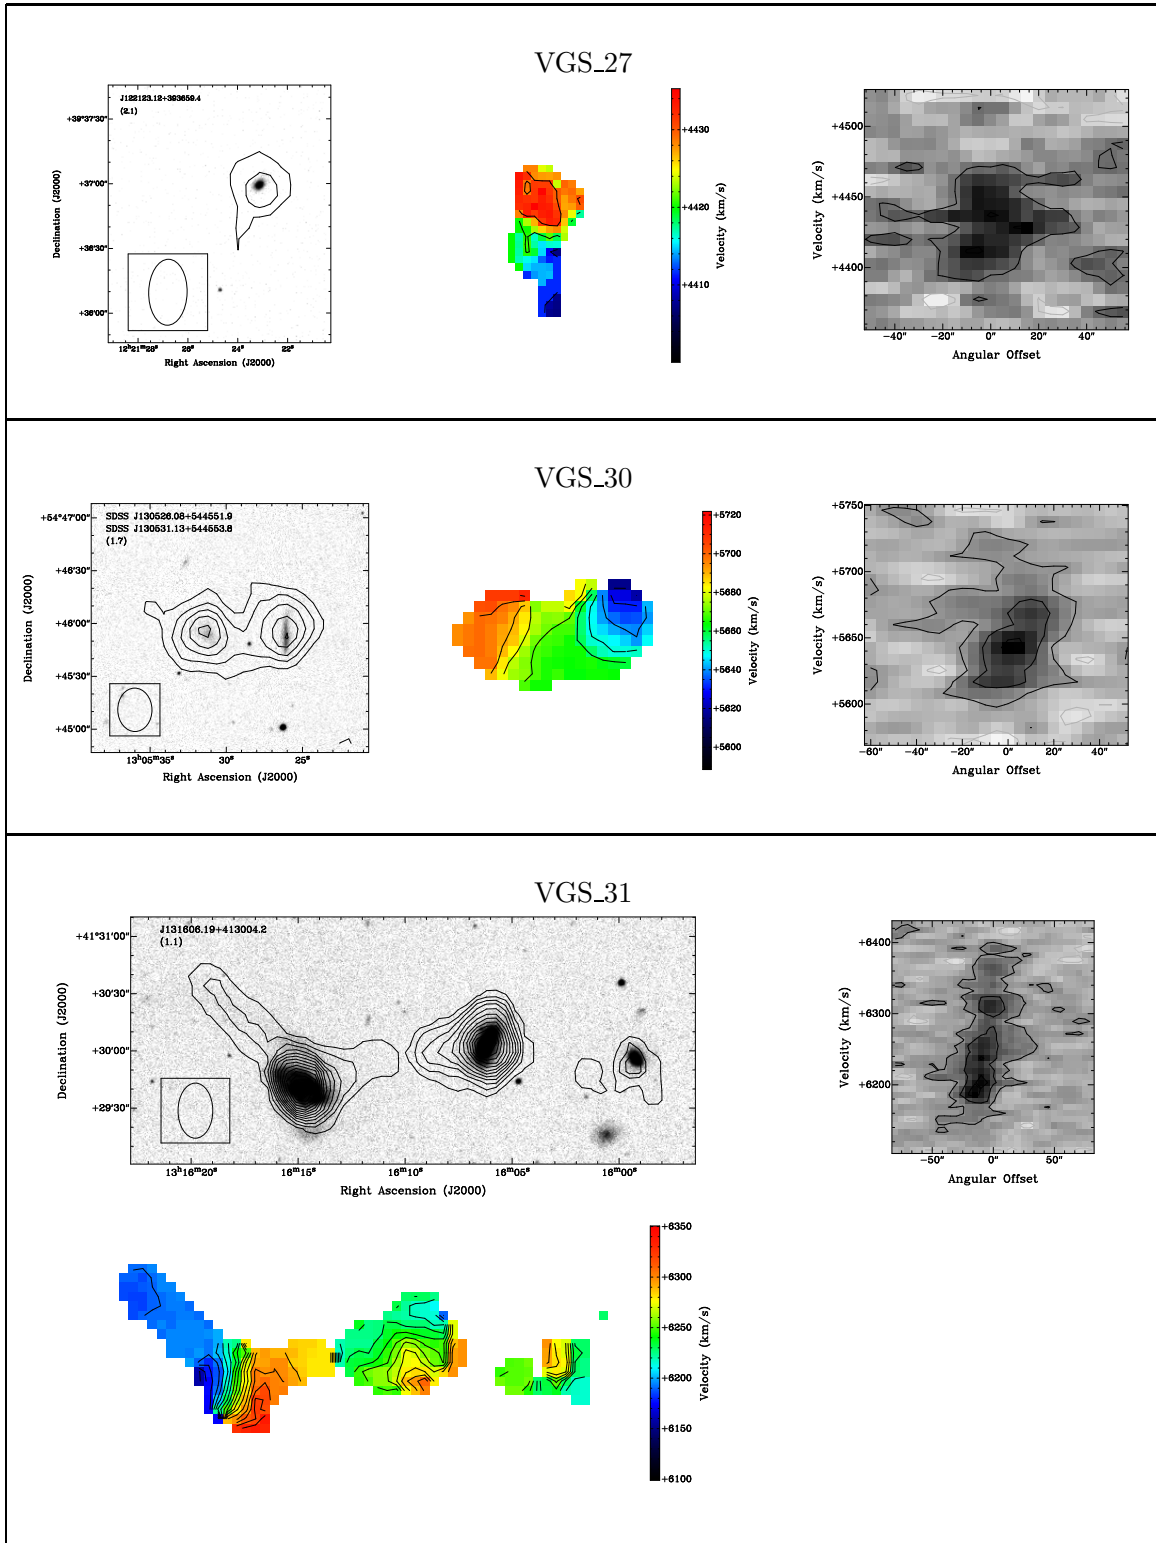 VGS_27
J122123.12+393659.4
(2.1)
+39°37'30"
+37'00"
+36'30"
+36'00"
12ʰ21ᵐ28ˢ 26ˢ 24ˢ 22ˢ
Right Ascension (J2000)
Declination (J2000)
+4430
+4420
+4410
Velocity (km/s)
+4500
+4450
+4400
Velocity (km/s)
−40" −20" 0" 20" 40"
Angular Offset
VGS_30
SDSS J130526.08+544551.9
SDSS J130531.13+544553.8
(1.7)
+54°47'00"
+46'30"
+46'00"
+45'30"
+45'00"
13ʰ05ᵐ35ˢ 30ˢ 25ˢ
Right Ascension (J2000)
Declination (J2000)
+5720
+5700
+5680
+5660
+5640
+5620
+5600
Velocity (km/s)
+5750
+5700
+5650
+5600
Velocity (km/s)
−60" −40" −20" 0" 20" 40"
Angular Offset
VGS_31
J131606.19+413004.2
(1.1)
+41°31'00"
+30'30"
+30'00"
+29'30"
13ʰ16ᵐ20ˢ 16ᵐ15ˢ 16ᵐ10ˢ 16ᵐ05ˢ 16ᵐ00ˢ
Right Ascension (J2000)
Declination (J2000)
+6400
+6300
+6200
Velocity (km/s)
−50" 0" 50"
Angular Offset
+6350
+6300
+6250
+6200
+6150
+6100
Velocity (km/s)